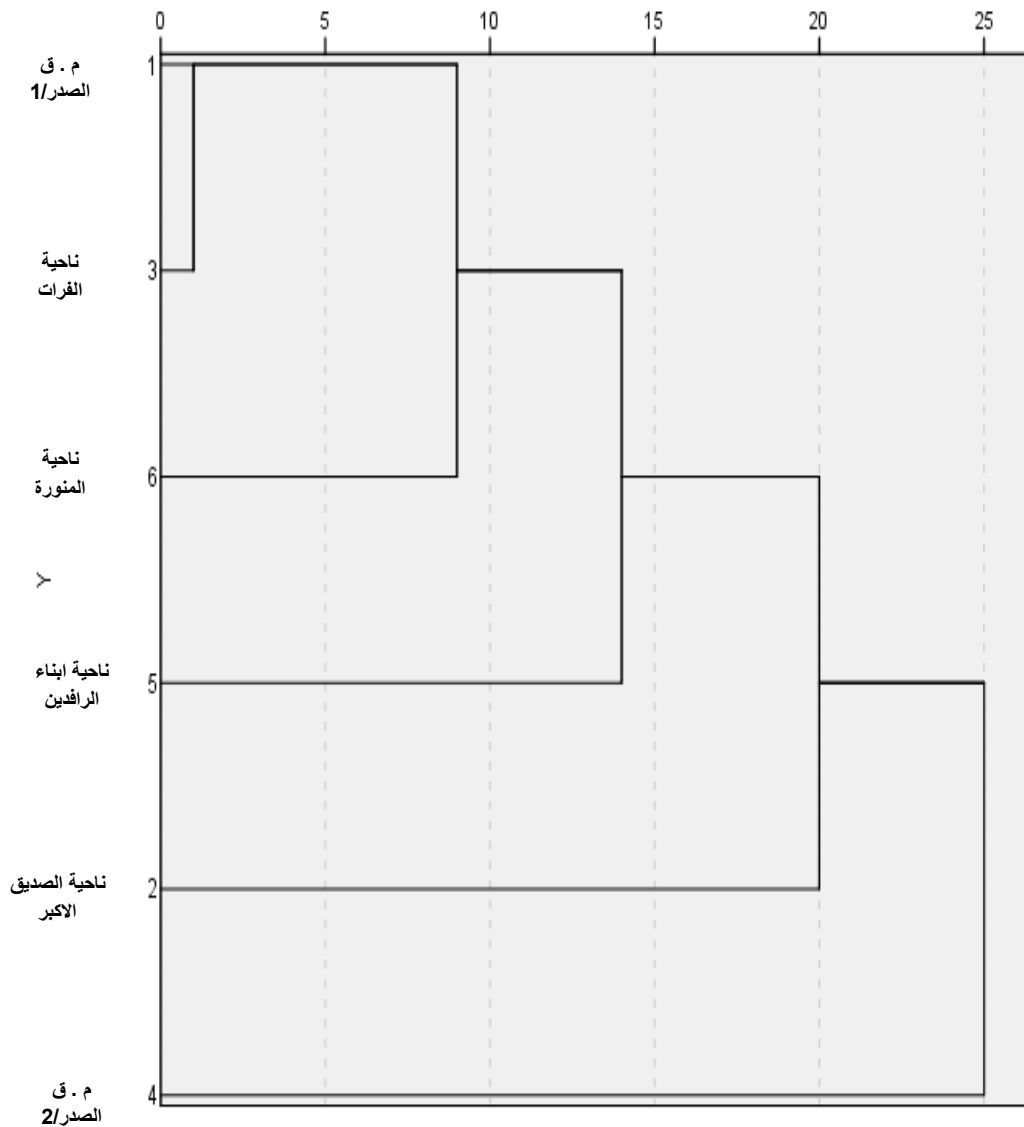 0 5 10 15 20 25
م . ق
الصدر/1
1
ناحية
الفرات
3
ناحية
المنورة
6
Y
ناحية ابناء
الرافدين
5
ناحية الصديق
الاكبر
2
م . ق
الصدر/2
4